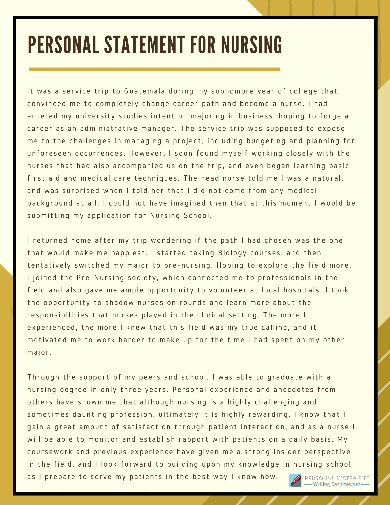 PERSONAL STATEMENT FOR NURSING
It was a service trip to Guatemala during my sophomore year of college that
convinced me to completely change career path and become a nurse. I had
entered my university studies intent on majoring in business, hoping to forge a
career as an administrative manager. The service trip was supposed to expose
me to the challenges in managing a project, including budgeting and planning for
unforeseen occurrences. However, I soon found myself working closely with the
nurses that had also accompanied us on the trip, and even began learning basic
first aid and medical care techniques. The head nurse told me I was a natural,
and was surprised when I told her that I did not come from any medical
background at all. I could not have imagined then that at this moment I would be
submitting my application for Nursing School.
I returned home after my trip wondering if the path I had chosen was the one
that would make me happiest. I started taking Biology courses, and then
tentatively switched my major to pre-nursing. Hoping to explore the field more,
I joined the Pre-Nursing society, which connected me to professionals in the
field and also gave me ample opportunity to volunteer at local hospitals. I took
the opportunity to shadow nurses on rounds and learn more about the
responsibilities that nurses played in the clinical setting. The more I
experienced, the more I knew that this field was my true calling, and it
motivated me to work harder to make up for the time I had spent on my other
major.
Through the support of my peers and school, I was able to graduate with a
nursing degree in only three years. Personal experience and anecdotes from
others have shown me that although nursing is a highly challenging and
sometimes daunting profession, ultimately it is highly rewarding. I know that I
gain a great amount of satisfaction through patient interaction, and as a nurse I
will be able to monitor and establish rapport with patients on a daily basis. My
coursework and previous experience have given me a strong insider perspective
in the field, and I look forward to building upon my knowledge in nursing school
as I prepare to serve my patients in the best way I know how.
Writing Services.net